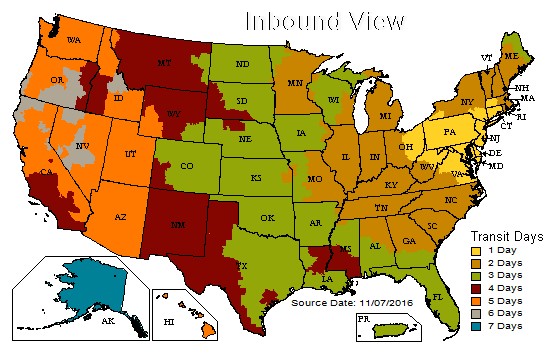 Inbound View
WA
MT
ND
MN
ME
VT
OR
ID
WY
SD
WI
MI
NY
NH
MA
RI
CT
NV
UT
CO
NE
IA
IL
IN
OH
PA
NJ
DE
MD
CA
KS
MO
KY
WV
VA
AZ
NM
OK
AR
TN
NC
SC
TX
LA
MS
AL
GA
FL
AK
HI
PR
Source Date: 11/07/2016
Transit Days
1 Day
2 Days
3 Days
4 Days
5 Days
6 Days
7 Days